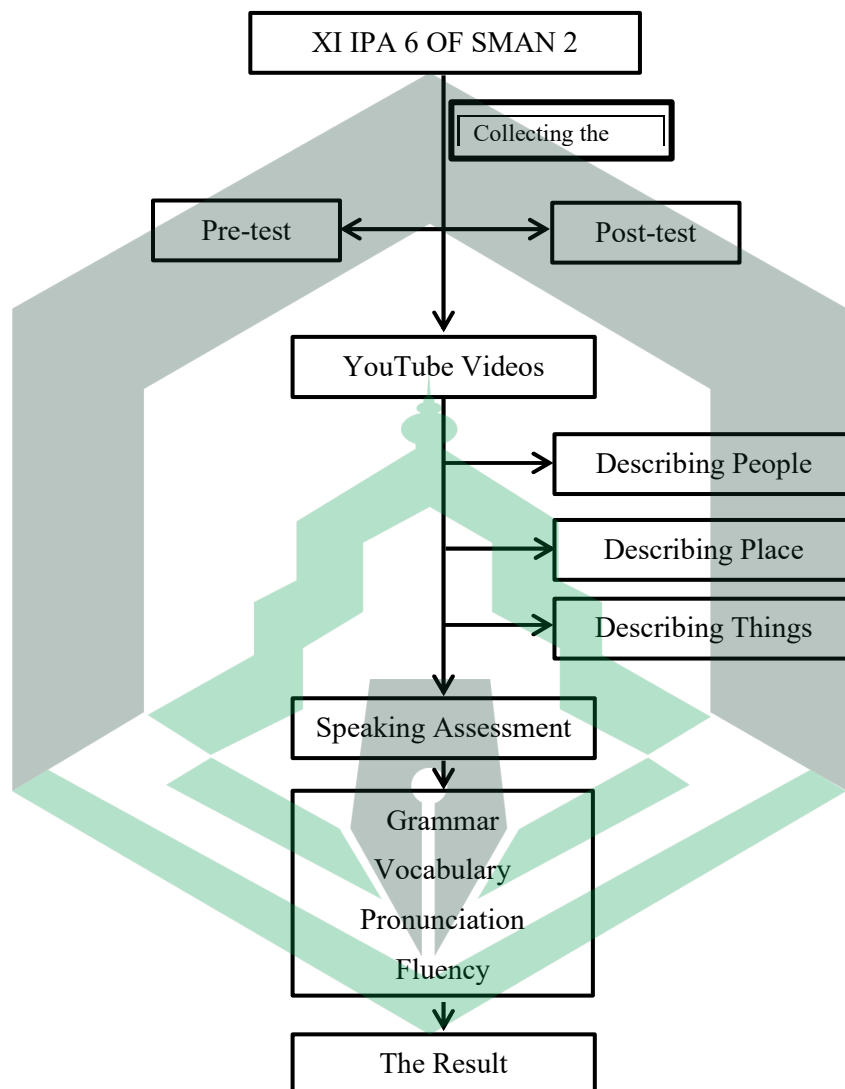 XI IPA 6 OF SMAN 2
Collecting the
Pre-test
Post-test
YouTube Videos
Describing People
Describing Place
Describing Things
Speaking Assessment
Grammar
Vocabulary
Pronunciation
Fluency
The Result